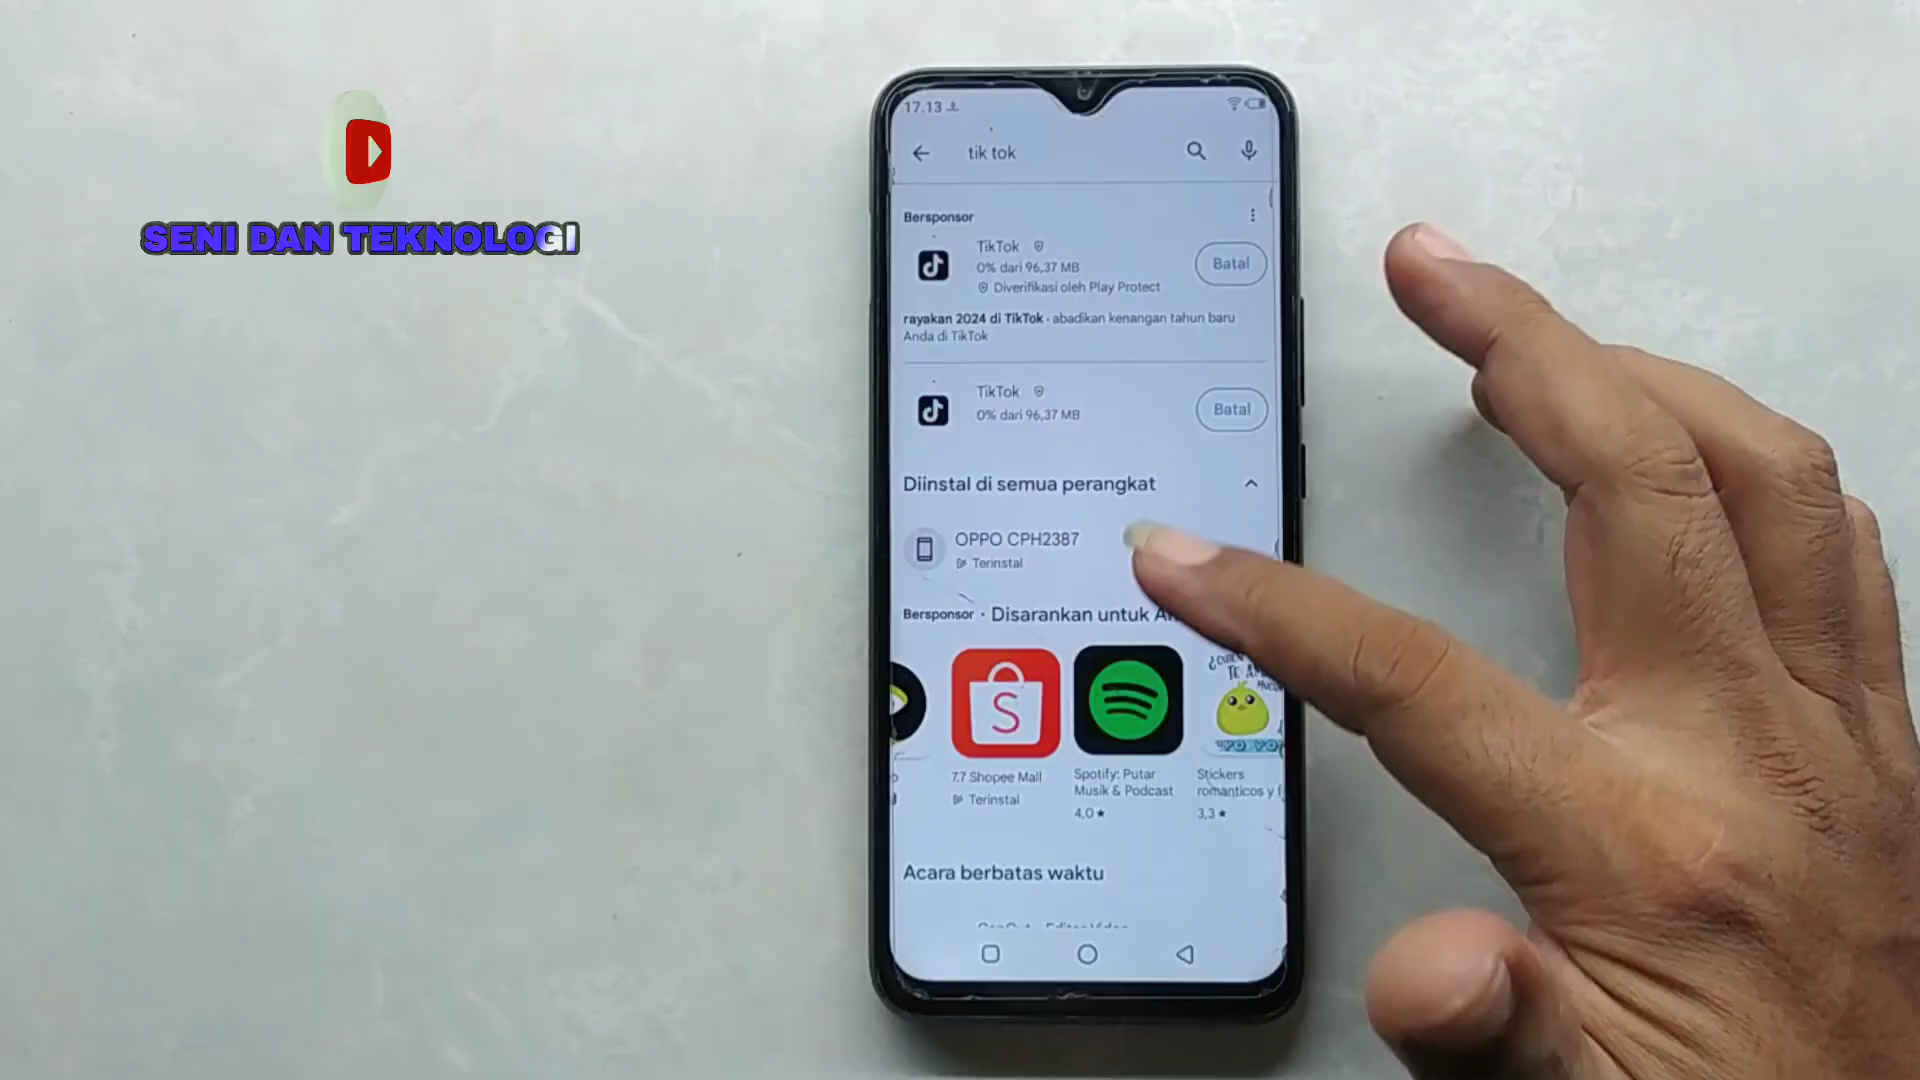 SENI DAN TEKNOLOGI
17.13
tik tok
Bersponsor
TikTok
0% dari 96,37 MB
Diverifikasi oleh Play Protect
Batal
rayakan 2024 di TikTok · abadikan kenangan tahun baru
Anda di TikTok
TikTok
0% dari 96,37 MB
Batal
Diinstal di semua perangkat
OPPO CPH2387
Terinstal
Bersponsor · Disarankan untuk
7.7 Shopee Mall
Terinstal
Spotify: Putar
Musik & Podcast
4,0 ★
Stickers
romanticos y f
3,3 ★
Acara berbatas waktu